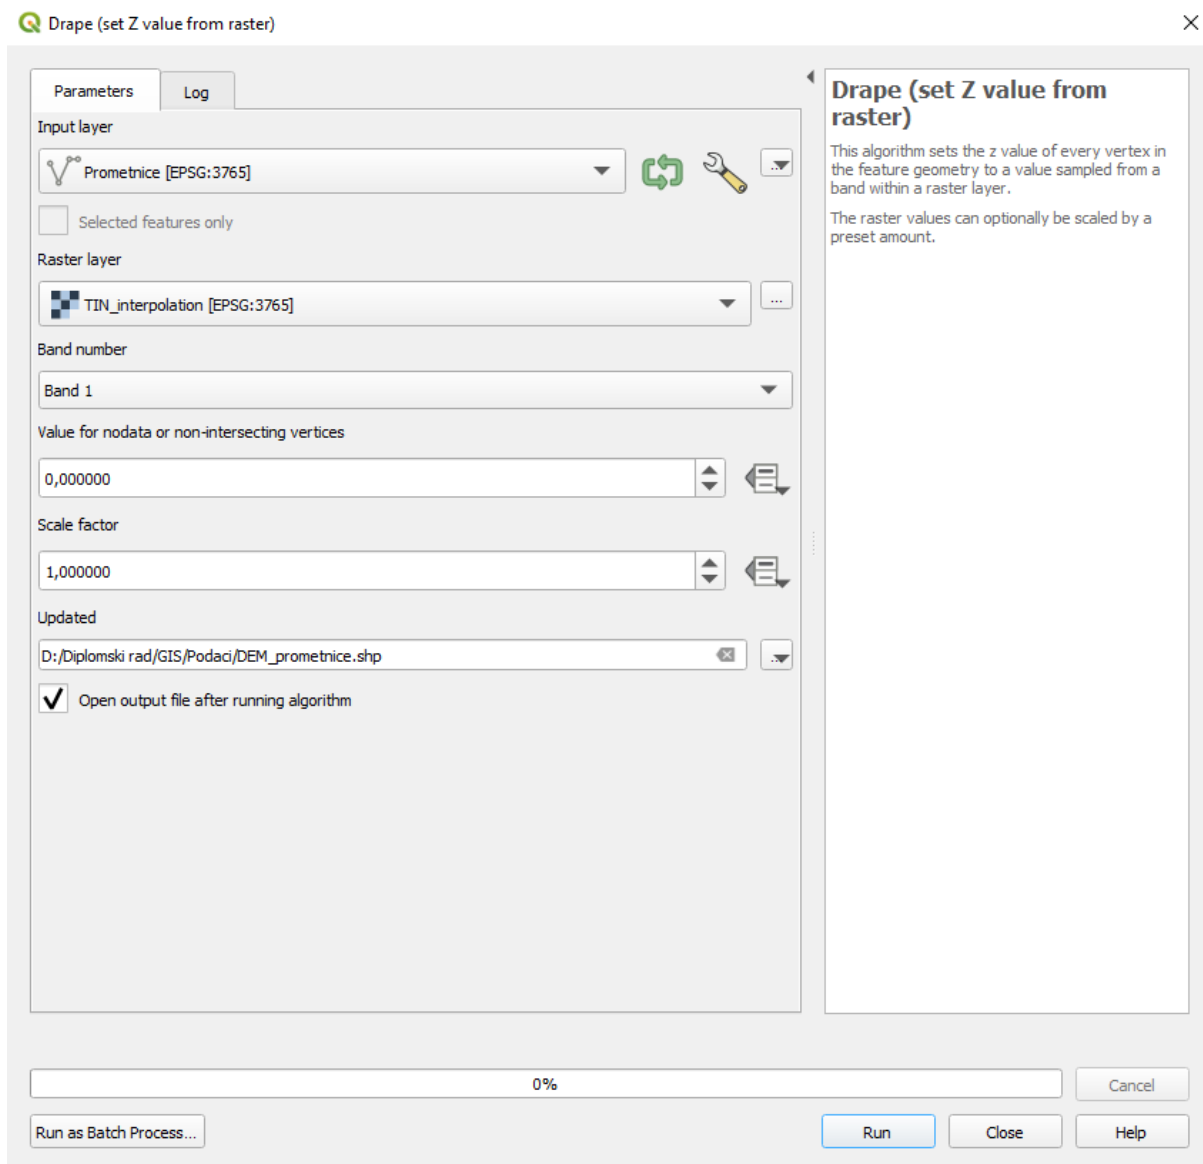 Drape (set Z value from raster)
Parameters
Log
Input layer
Prometnice [EPSG:3765]
Selected features only
Raster layer
TIN_interpolation [EPSG:3765]
...
Band number
Band 1
Value for nodata or non-intersecting vertices
0,000000
Scale factor
1,000000
Updated
D:/Diplomski rad/GIS/Podaci/DEM_prometnice.shp
Open output file after running algorithm
Drape (set Z value from
raster)
This algorithm sets the z value of every vertex in
the feature geometry to a value sampled from a
band within a raster layer.
The raster values can optionally be scaled by a
preset amount.
0%
Cancel
Run as Batch Process...
Run
Close
Help